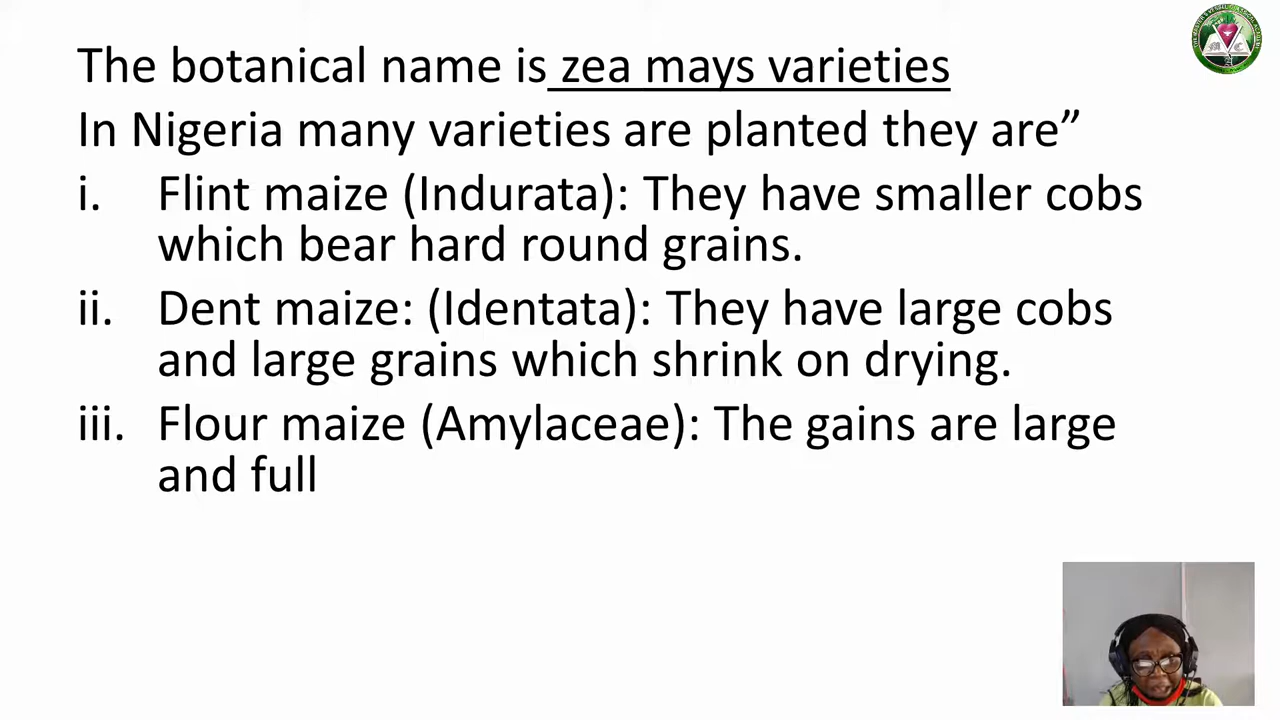 The botanical name is zea mays varieties
In Nigeria many varieties are planted they are”
i. Flint maize (Indurata): They have smaller cobs
which bear hard round grains.
ii. Dent maize: (Identata): They have large cobs
and large grains which shrink on drying.
iii. Flour maize (Amylaceae): The gains are large
and full